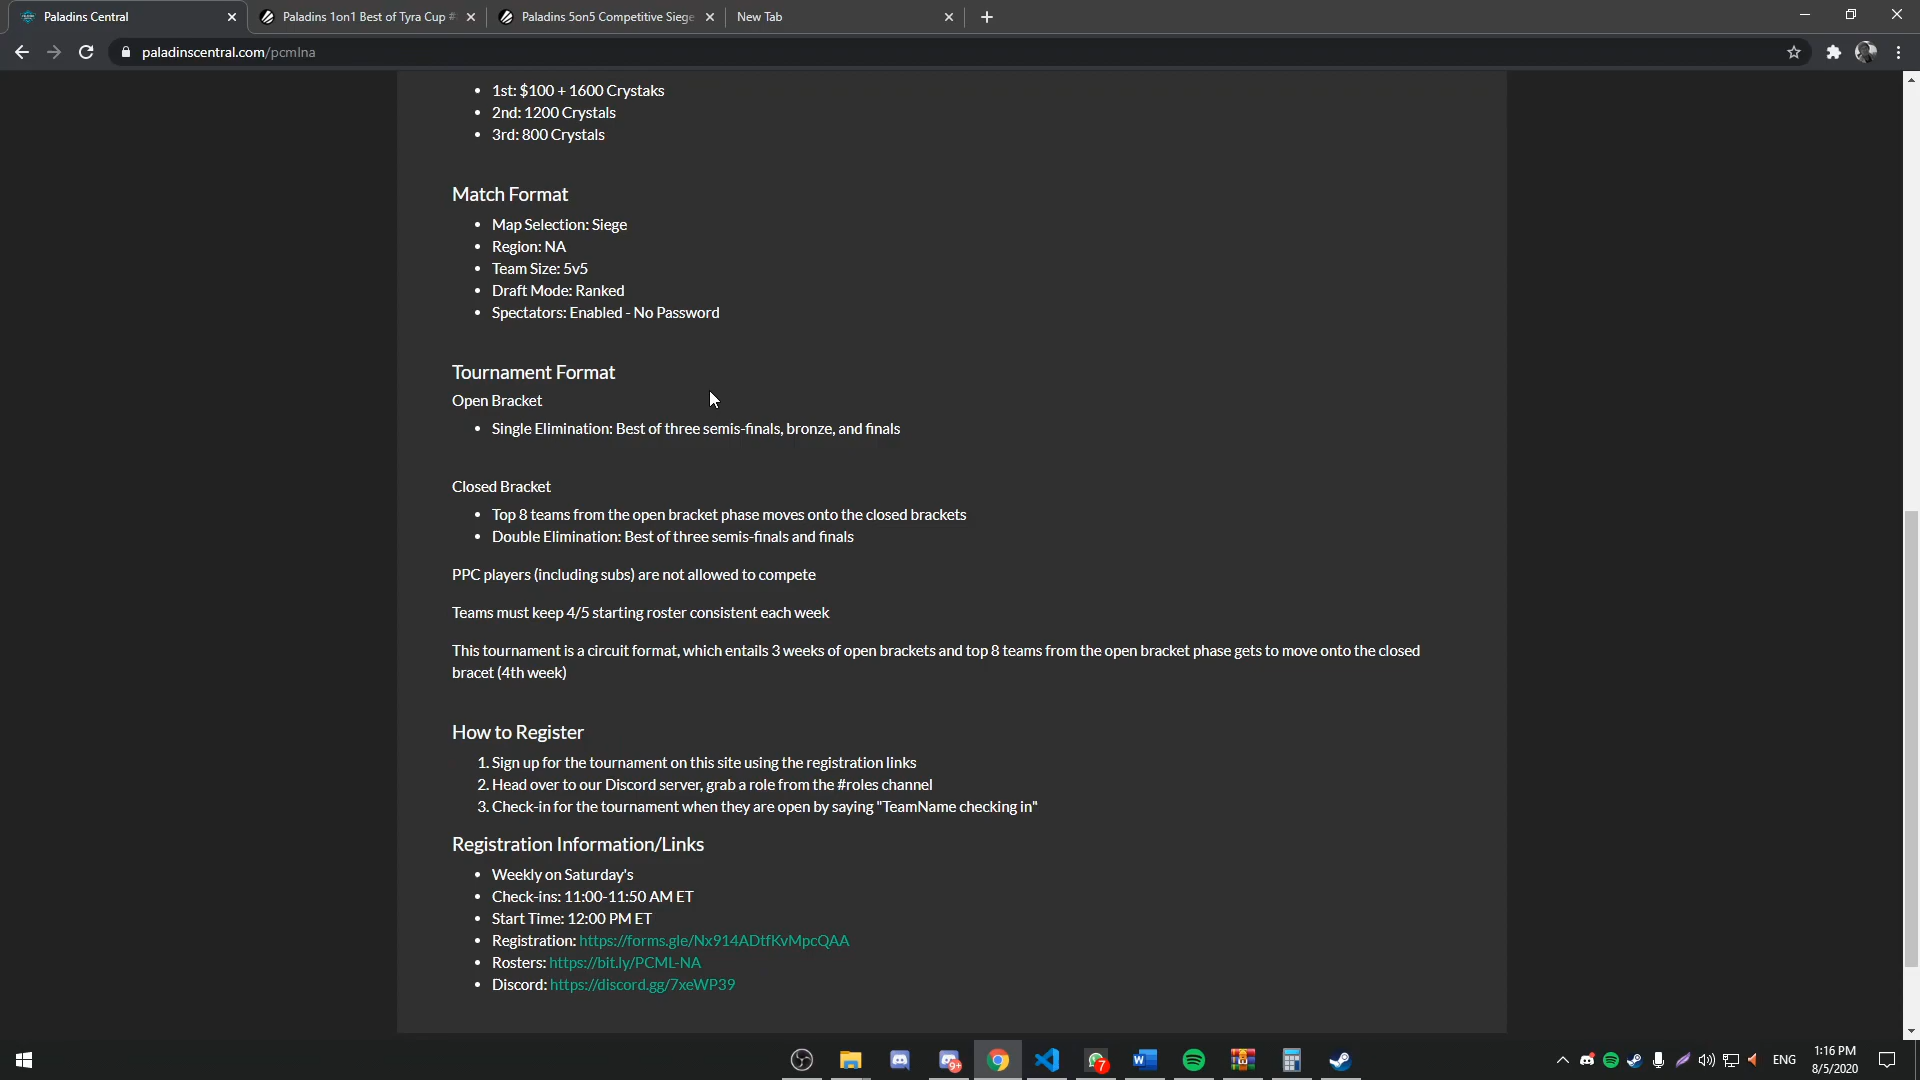 Paladins Central
Paladins 1on1 Best of Tyra Cup #
Paladins 5on5 Competitive Siege
New Tab
paladinscentral.com/pcmlna
1st: $100 + 1600 Crystaks
2nd: 1200 Crystals
3rd: 800 Crystals
Match Format
Map Selection: Siege
Region: NA
Team Size: 5v5
Draft Mode: Ranked
Spectators: Enabled - No Password
Tournament Format
Open Bracket
Single Elimination: Best of three semis-finals, bronze, and finals
Closed Bracket
Top 8 teams from the open bracket phase moves onto the closed brackets
Double Elimination: Best of three semis-finals and finals
PPC players (including subs) are not allowed to compete
Teams must keep 4/5 starting roster consistent each week
This tournament is a circuit format, which entails 3 weeks of open brackets and top 8 teams from the open bracket phase gets to move onto the closed
bracet (4th week)
How to Register
1. Sign up for the tournament on this site using the registration links
2. Head over to our Discord server, grab a role from the #roles channel
3. Check-in for the tournament when they are open by saying "TeamName checking in"
Registration Information/Links
Weekly on Saturday's
Check-ins: 11:00-11:50 AM ET
Start Time: 12:00 PM ET
Registration: https://forms.gle/Nx914ADtfKvMpcQAA
Rosters: https://bit.ly/PCML-NA
Discord: https://discord.gg/7xeWP39
9+
7
ENG
1:16 PM
8/5/2020